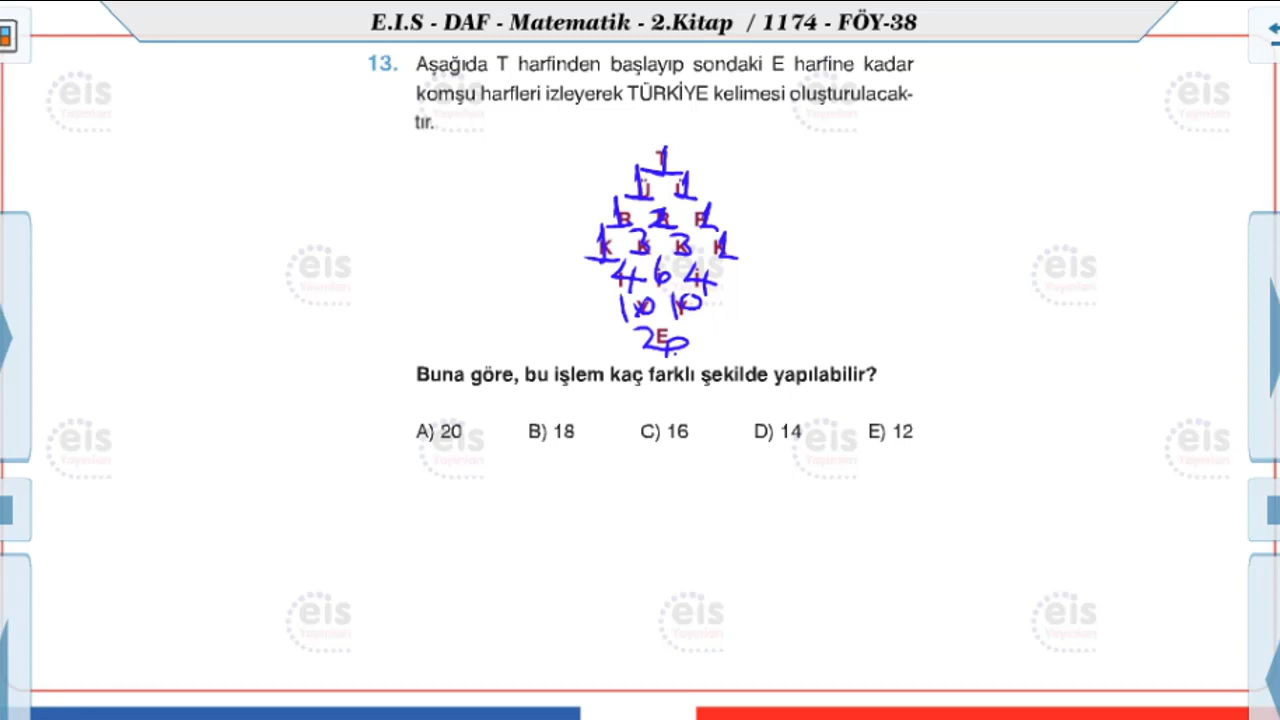 E.I.S - DAF - Matematik - 2.Kitap / 1174 - FÖY-38
13. Aşağıda T harfinden başlayıp sondaki E harfine kadar
komşu harfleri izleyerek TÜRKİYE kelimesi oluşturulacak-
tır.
T
1
Ü Ü
1 1
R R R
1 2 1
K K K K
1 3 3 1
İ İ İ
4 6 4
Y Y
10 10
E
20
Buna göre, bu işlem kaç farklı şekilde yapılabilir?
A) 20 B) 18 C) 16 D) 14 E) 12
eis
Yayınları